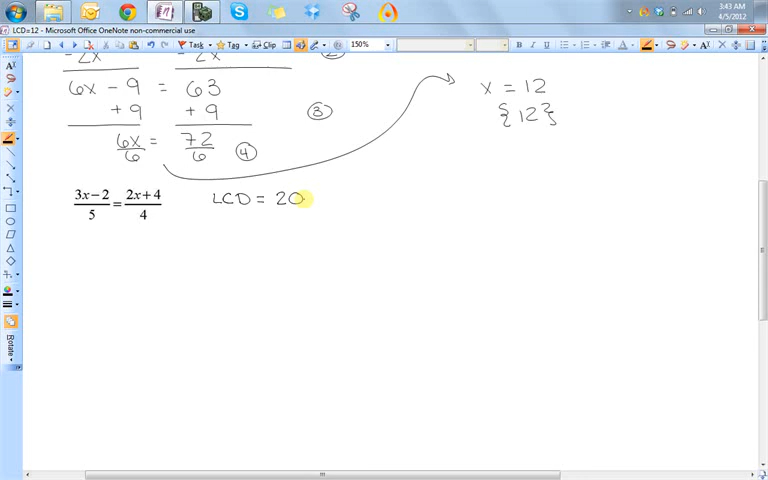 3:43 AM
4/5/2012
LCD=12 - Microsoft OneNote non-commercial use
Task
Tag
Clip
150%
B I U
-2x -2x
6x - 9 = 63
+ 9 + 9 ③
6x/6 = 72/6 ④
x = 12
{12}
(3x-2)/5 = (2x+4)/4 LCD = 20
Rotate